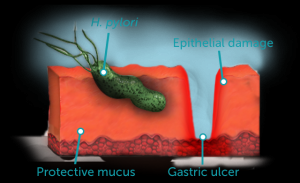 H. pylori
Epithelial damage
Protective mucus
Gastric ulcer